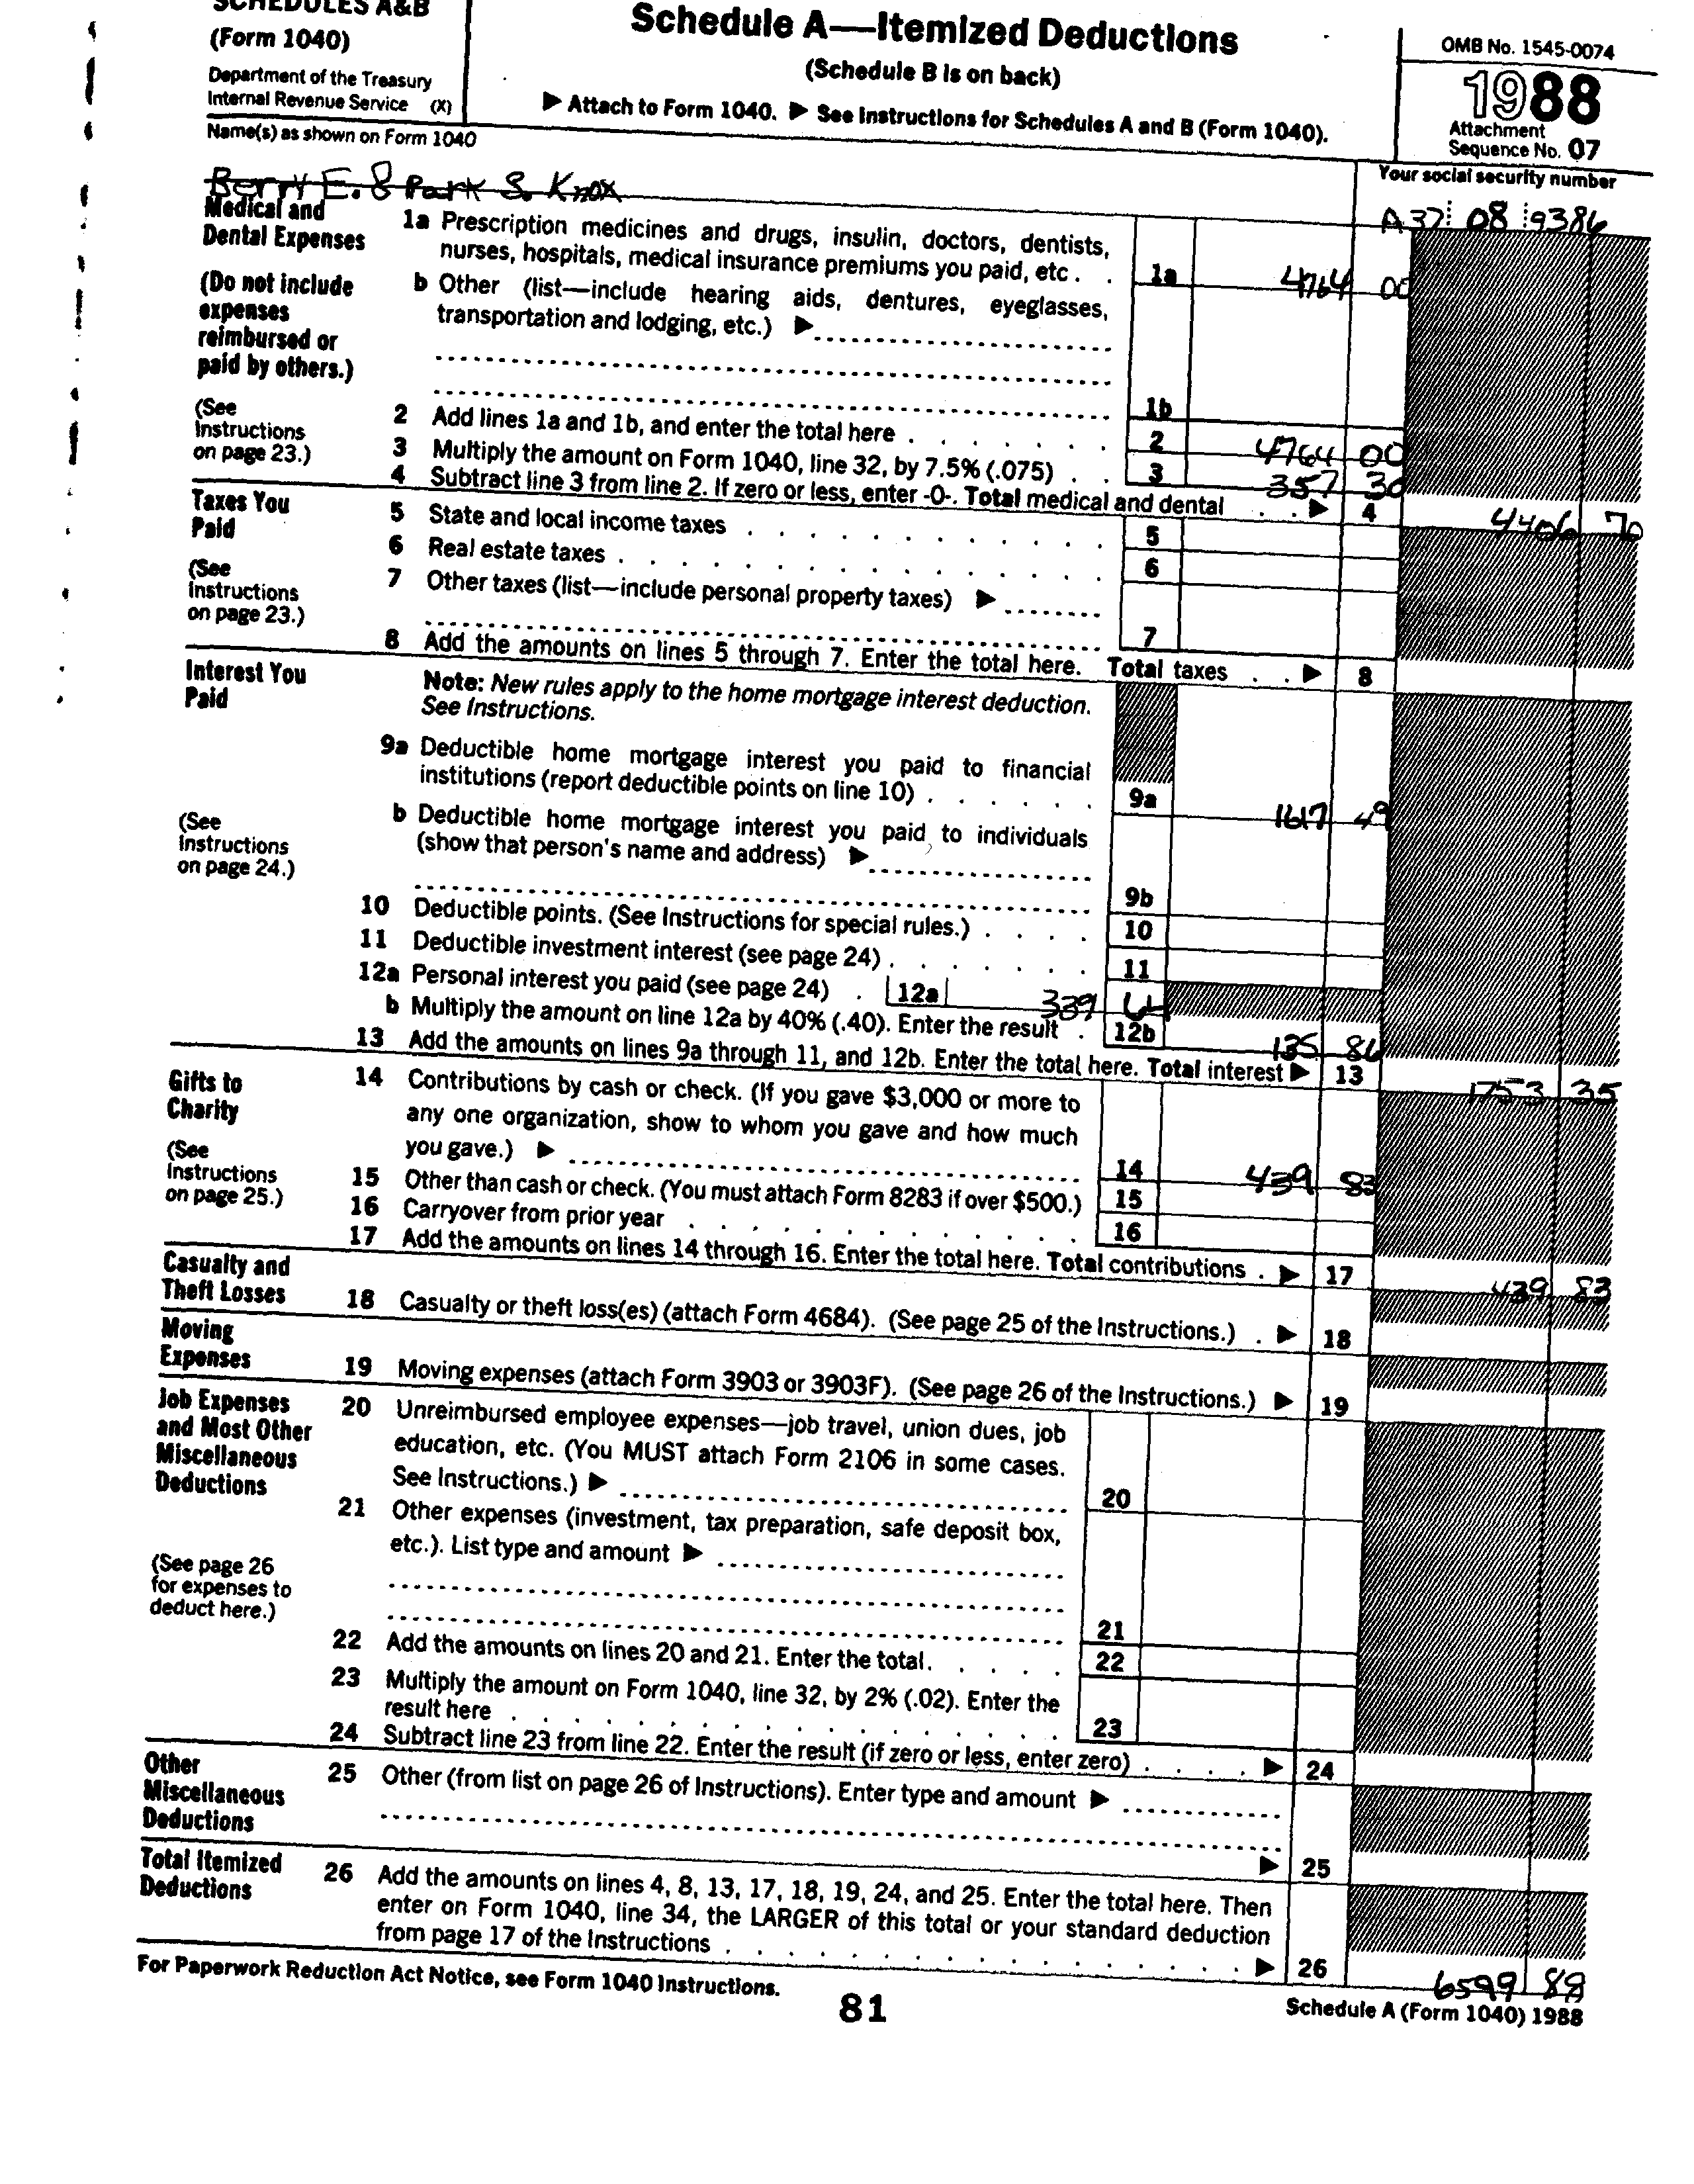 SCHEDULES A&B
(Form 1040)
Department of the Treasury
Internal Revenue Service (X)
Schedule A—Itemized Deductions
(Schedule B is on back)
▶ Attach to Form 1040. ▶ See Instructions for Schedules A and B (Form 1040).
OMB No. 1545-0074
1988
Attachment
Sequence No. 07
Name(s) as shown on Form 1040
Berry E. & Park S. Knox
Your social security number
A37 08 9386
Medical and
Dental Expenses
(Do not include
expenses
reimbursed or
paid by others.)
(See
Instructions
on page 23.)
1a Prescription medicines and drugs, insulin, doctors, dentists,
nurses, hospitals, medical insurance premiums you paid, etc . . 1a 4764 00
b Other (list—include hearing aids, dentures, eyeglasses,
transportation and lodging, etc.) ▶
1b
2 Add lines 1a and 1b, and enter the total here . . . . . . . 2 4764 00
3 Multiply the amount on Form 1040, line 32, by 7.5% (.075) . . 3 357 30
4 Subtract line 3 from line 2. If zero or less, enter -0-. Total medical and dental . . ▶ 4 4406 70
Taxes You
Paid
(See
Instructions
on page 23.)
5 State and local income taxes . . . . . . . . . . . . 5
6 Real estate taxes . . . . . . . . . . . . . . . . 6
7 Other taxes (list—include personal property taxes) ▶
7
8 Add the amounts on lines 5 through 7. Enter the total here. Total taxes . . ▶ 8
Interest You
Paid
(See
Instructions
on page 24.)
Note: New rules apply to the home mortgage interest deduction.
See Instructions.
9a Deductible home mortgage interest you paid to financial
institutions (report deductible points on line 10) . . . . . . 9a 1617 49
b Deductible home mortgage interest you paid to individuals
(show that person's name and address) ▶
9b
10 Deductible points. (See Instructions for special rules.) . . . . 10
11 Deductible investment interest (see page 24) . . . . . . . 11
12a Personal interest you paid (see page 24) . 12a 339 64
b Multiply the amount on line 12a by 40% (.40). Enter the result . 12b 135 86
13 Add the amounts on lines 9a through 11, and 12b. Enter the total here. Total interest ▶ 13 1753 35
Gifts to
Charity
(See
Instructions
on page 25.)
14 Contributions by cash or check. (If you gave $3,000 or more to
any one organization, show to whom you gave and how much
you gave.) ▶
14 439 83
15 Other than cash or check. (You must attach Form 8283 if over $500.) 15
16 Carryover from prior year . . . . . . . . . . . . . 16
17 Add the amounts on lines 14 through 16. Enter the total here. Total contributions . ▶ 17 439 83
Casualty and
Theft Losses
18 Casualty or theft loss(es) (attach Form 4684). (See page 25 of the Instructions.) . ▶ 18
Moving
Expenses
19 Moving expenses (attach Form 3903 or 3903F). (See page 26 of the Instructions.) ▶ 19
Job Expenses
and Most Other
Miscellaneous
Deductions
(See page 26
for expenses to
deduct here.)
20 Unreimbursed employee expenses—job travel, union dues, job
education, etc. (You MUST attach Form 2106 in some cases.
See Instructions.) ▶
20
21 Other expenses (investment, tax preparation, safe deposit box,
etc.). List type and amount ▶
21
22 Add the amounts on lines 20 and 21. Enter the total. . . . . . 22
23 Multiply the amount on Form 1040, line 32, by 2% (.02). Enter the
result here . . . . . . . . . . . . . . . . . 23
24 Subtract line 23 from line 22. Enter the result (if zero or less, enter zero) . . . . ▶ 24
Other
Miscellaneous
Deductions
25 Other (from list on page 26 of Instructions). Enter type and amount ▶
▶ 25
Total Itemized
Deductions
26 Add the amounts on lines 4, 8, 13, 17, 18, 19, 24, and 25. Enter the total here. Then
enter on Form 1040, line 34, the LARGER of this total or your standard deduction
from page 17 of the Instructions . . . . . . . . . . . . . . . . ▶ 26 6599 88
For Paperwork Reduction Act Notice, see Form 1040 Instructions.
81
Schedule A (Form 1040) 1988